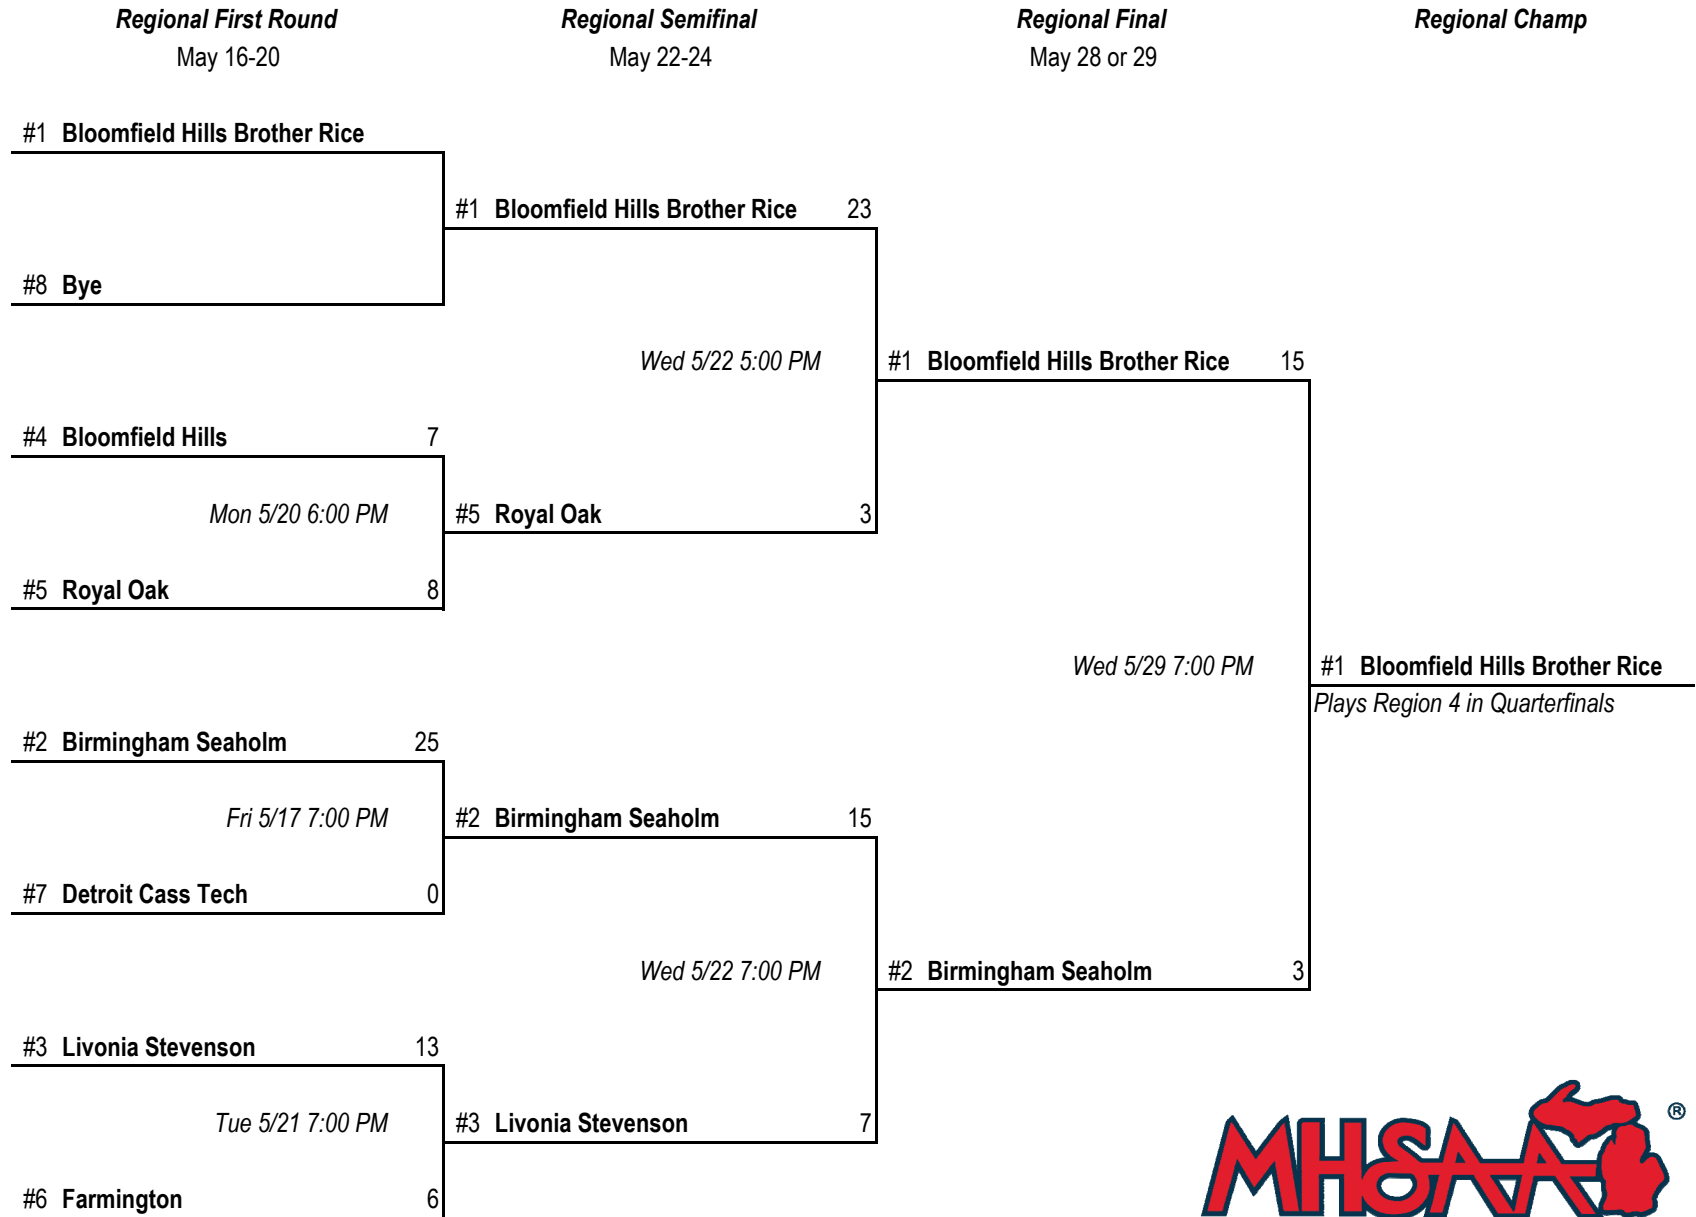 Regional First Round Regional Semifinal Regional Final Regional Champ
May 16-20 May 22-24 May 28 or 29
#1 Bloomfield Hills Brother Rice
#1 Bloomfield Hills Brother Rice 23
#8 Bye
Wed 5/22 5:00 PM #1 Bloomfield Hills Brother Rice 15
#4 Bloomfield Hills 7
Mon 5/20 6:00 PM #5 Royal Oak 3
#5 Royal Oak 8
Wed 5/29 7:00 PM #1 Bloomfield Hills Brother Rice
Plays Region 4 in Quarterfinals
#2 Birmingham Seaholm 25
Fri 5/17 7:00 PM #2 Birmingham Seaholm 15
#7 Detroit Cass Tech 0
Wed 5/22 7:00 PM #2 Birmingham Seaholm 3
#3 Livonia Stevenson 13
Tue 5/21 7:00 PM #3 Livonia Stevenson 7
MHSAA ®
#6 Farmington 6